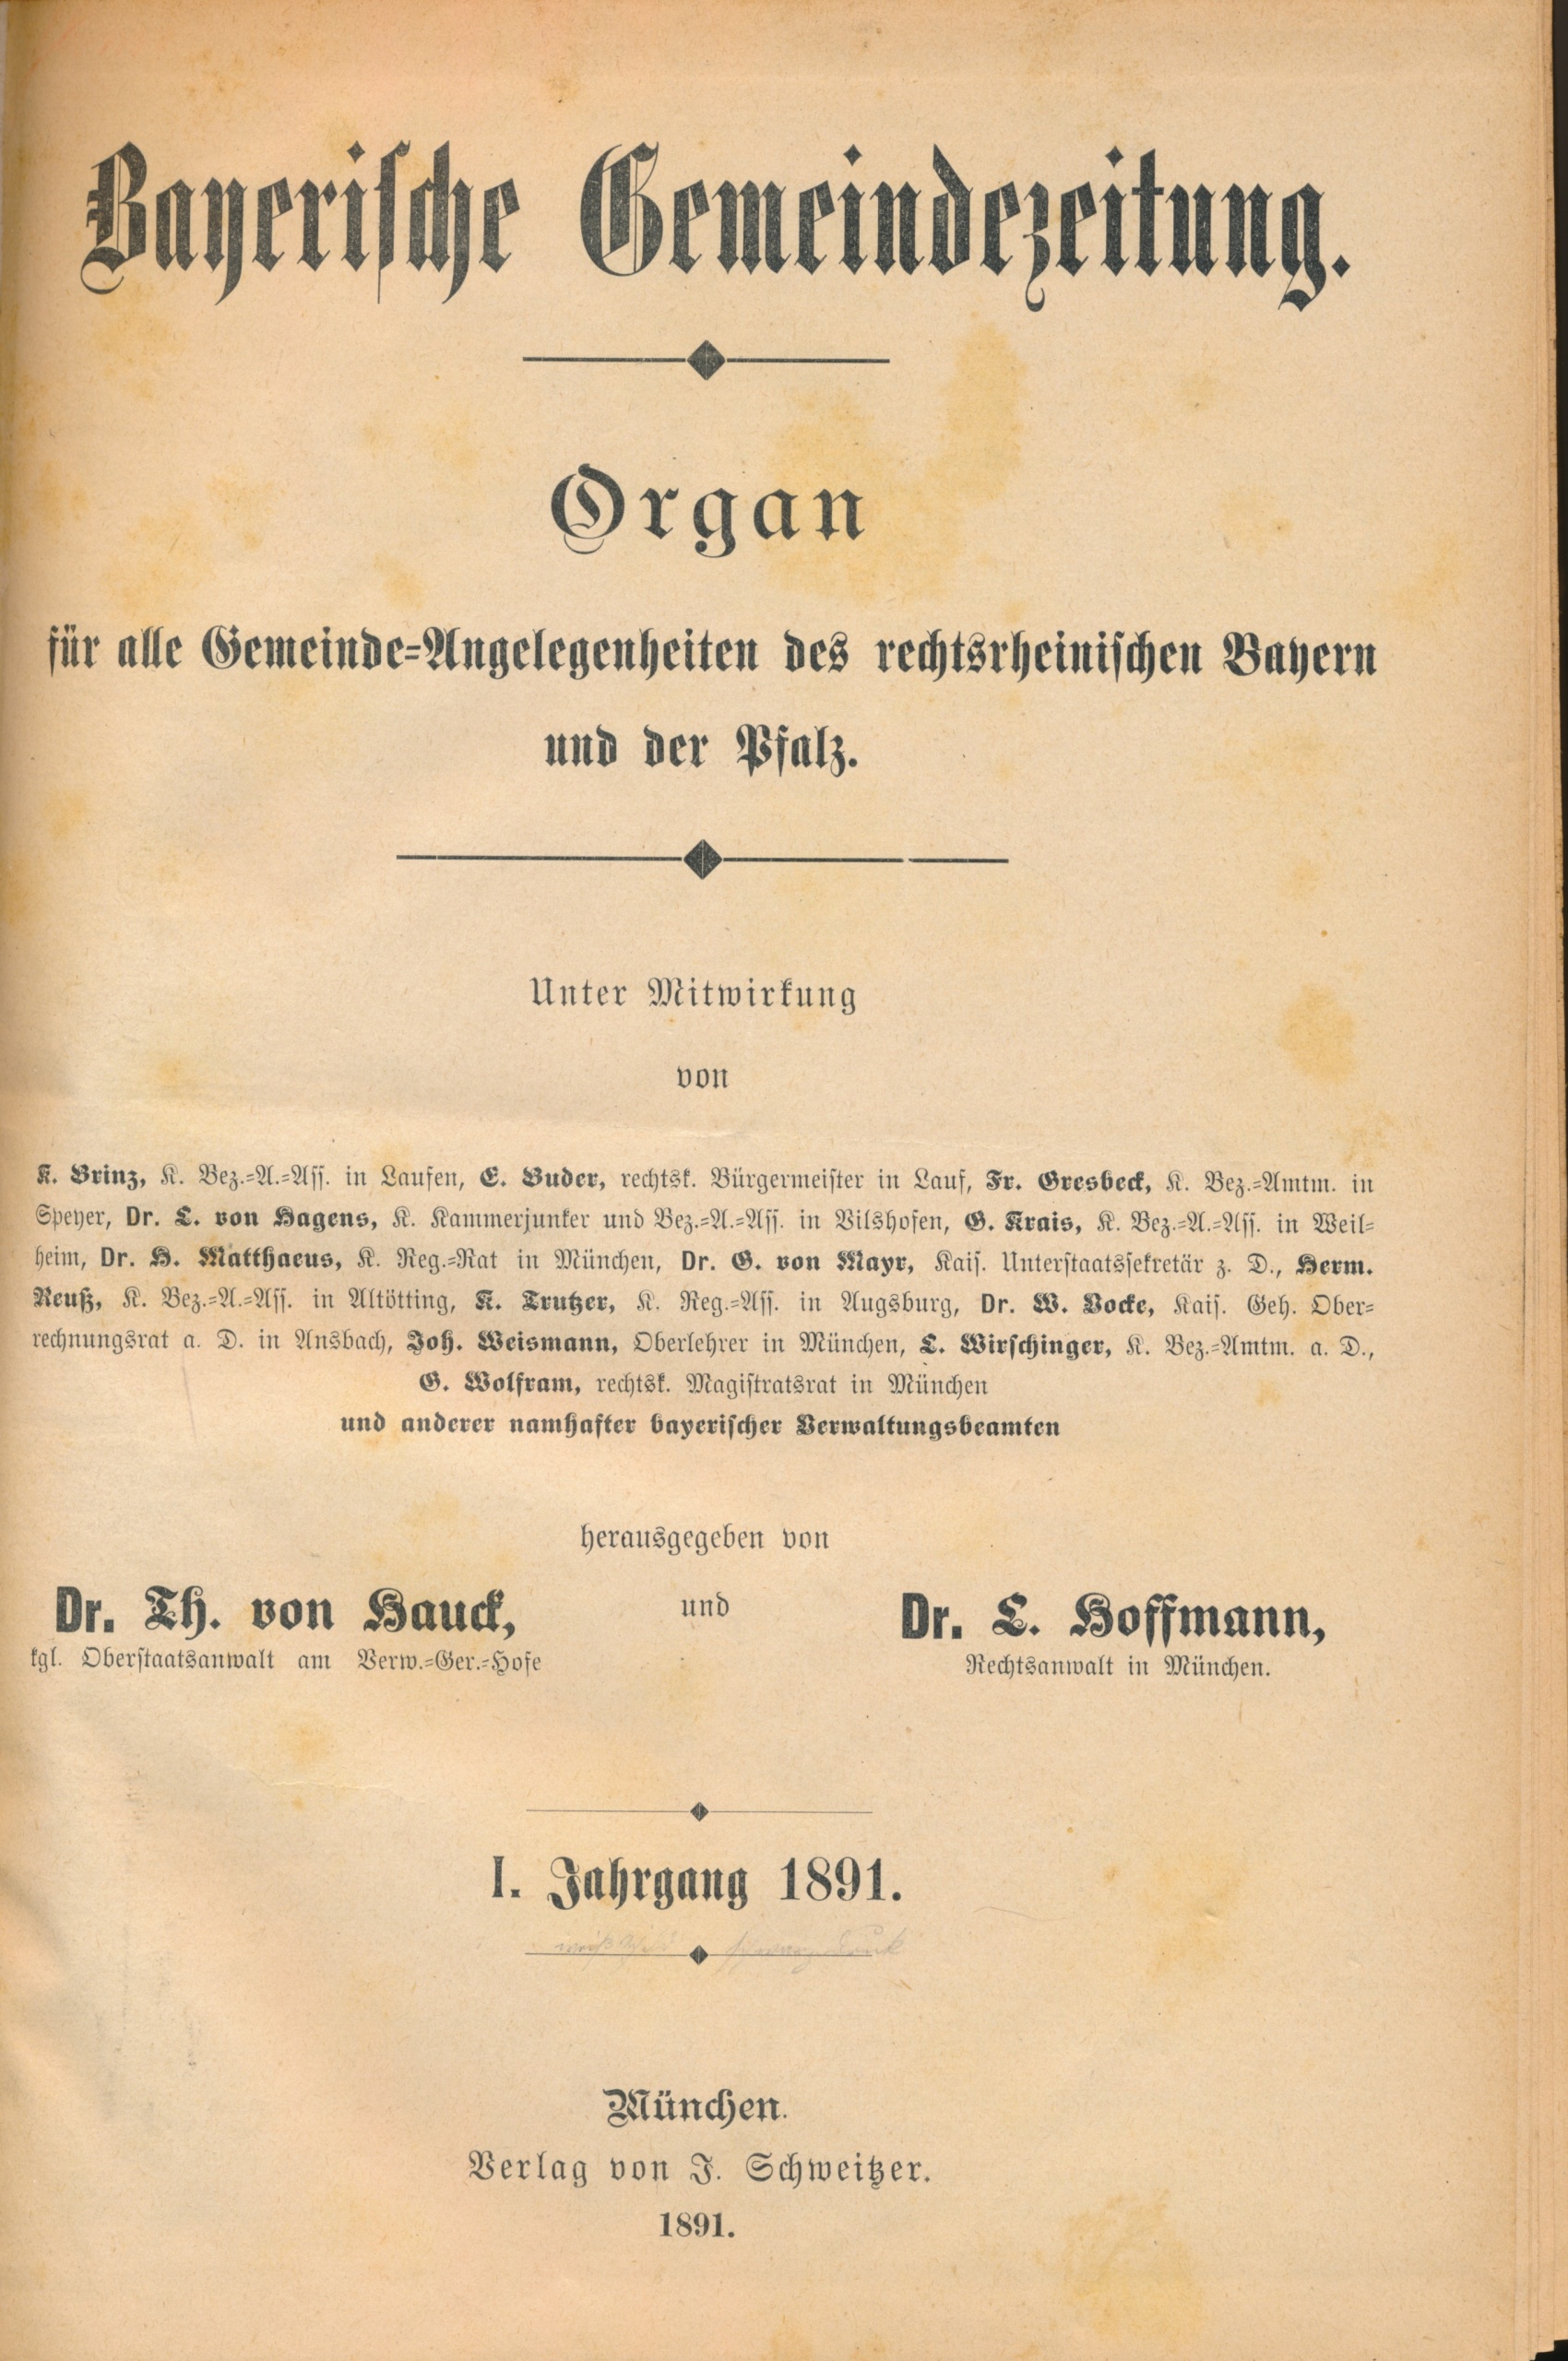 Bayerische Gemeindezeitung.
Organ
für alle Gemeinde-Angelegenheiten des rechtsrheinischen Bayern
und der Pfalz.
Unter Mitwirkung
von
K. Brinz, K. Bez.-A.-Ass. in Laufen, E. Buder, rechtsk. Bürgermeister in Lauf, Fr. Gresbeck, K. Bez.-Amtm. in
Speyer, Dr. L. von Hagens, K. Kammerjunker und Bez.-A.-Ass. in Vilshofen, G. Krais, K. Bez.-A.-Ass. in Weil-
heim, Dr. H. Matthaeus, K. Reg.-Rat in München, Dr. G. von Mayr, Kais. Unterstaatssekretär z. D., Herm.
Reuß, K. Bez.-A.-Ass. in Altötting, K. Trutzer, K. Reg.-Ass. in Augsburg, Dr. W. Vocke, Kais. Geh. Ober-
rechnungsrat a. D. in Ansbach, Joh. Weismann, Oberlehrer in München, L. Wirschinger, K. Bez.-Amtm. a. D.,
G. Wolfram, rechtsk. Magistratsrat in München
und anderer namhafter bayerischer Verwaltungsbeamten
herausgegeben von
Dr. Th. von Hauck, und Dr. L. Hoffmann,
kgl. Oberstaatsanwalt am Verw.-Ger.-Hofe Rechtsanwalt in München.
I. Jahrgang 1891.
München.
Verlag von J. Schweitzer.
1891.